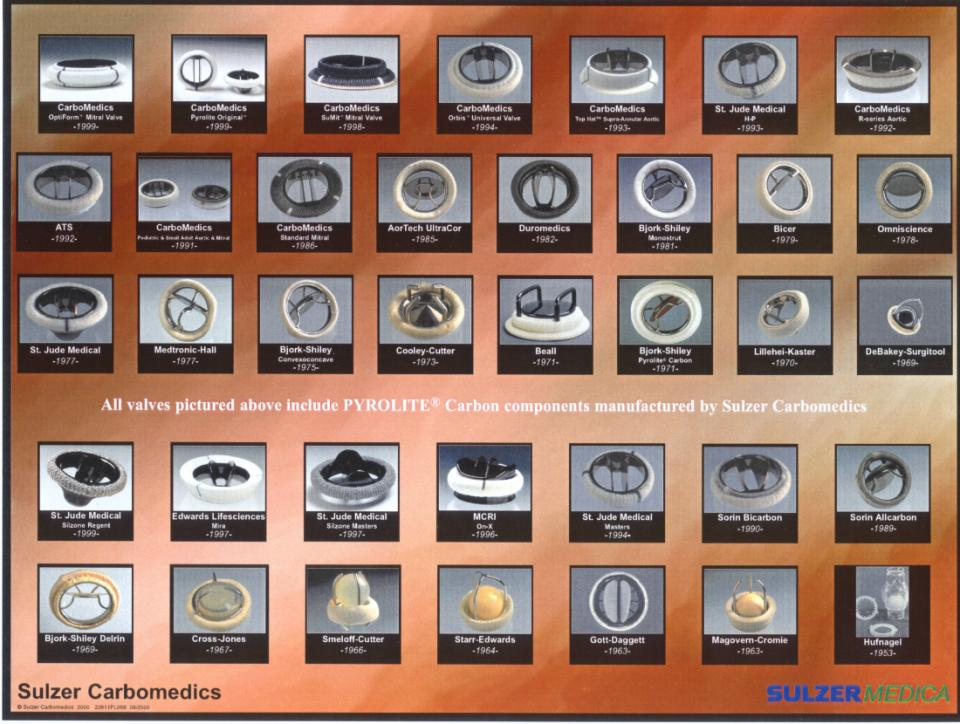 CarboMedics
OptiForm™ Mitral Valve
-1999-
CarboMedics
Pyrolite Original™
-1999-
CarboMedics
SuMit™ Mitral Valve
-1998-
CarboMedics
Orbis™ Universal Valve
-1994-
CarboMedics
Top Hat™ Supra-Annular Aortic
-1993-
St. Jude Medical
H-P
-1993-
CarboMedics
R-series Aortic
-1992-
ATS
-1992-
CarboMedics
Pediatric & Small Adult Aortic & Mitral
-1991-
CarboMedics
Standard Mitral
-1986-
AorTech UltraCor
-1985-
Duromedics
-1982-
Bjork-Shiley
Monostrut
-1981-
Bicer
-1979-
Omniscience
-1978-
St. Jude Medical
-1977-
Medtronic-Hall
-1977-
Bjork-Shiley
Convexoconcave
-1975-
Cooley-Cutter
-1973-
Beall
-1971-
Bjork-Shiley
Pyrolite® Carbon
-1971-
Lillehei-Kaster
-1970-
DeBakey-Surgitool
-1969-
All valves pictured above include PYROLITE® Carbon components manufactured by Sulzer Carbomedics
St. Jude Medical
Silzone Regent
-1999-
Edwards Lifesciences
Mira
-1997-
St. Jude Medical
Silzone Masters
-1997-
MCRI
On-X
-1996-
St. Jude Medical
Masters
-1994-
Sorin Bicarbon
-1990-
Sorin Allcarbon
-1989-
Bjork-Shiley Delrin
-1969-
Cross-Jones
-1967-
Smeloff-Cutter
-1966-
Starr-Edwards
-1964-
Gott-Daggett
-1963-
Magovern-Cromie
-1963-
Hufnagel
-1953-
Sulzer Carbomedics
© Sulzer Carbomedics 2000
SULZER MEDICA